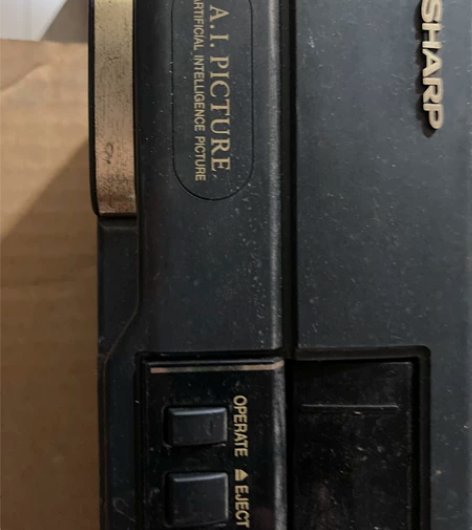 SHARP
A.I. PICTURE
ARTIFICIAL INTELLIGENCE PICTURE
OPERATE ⏏ EJECT